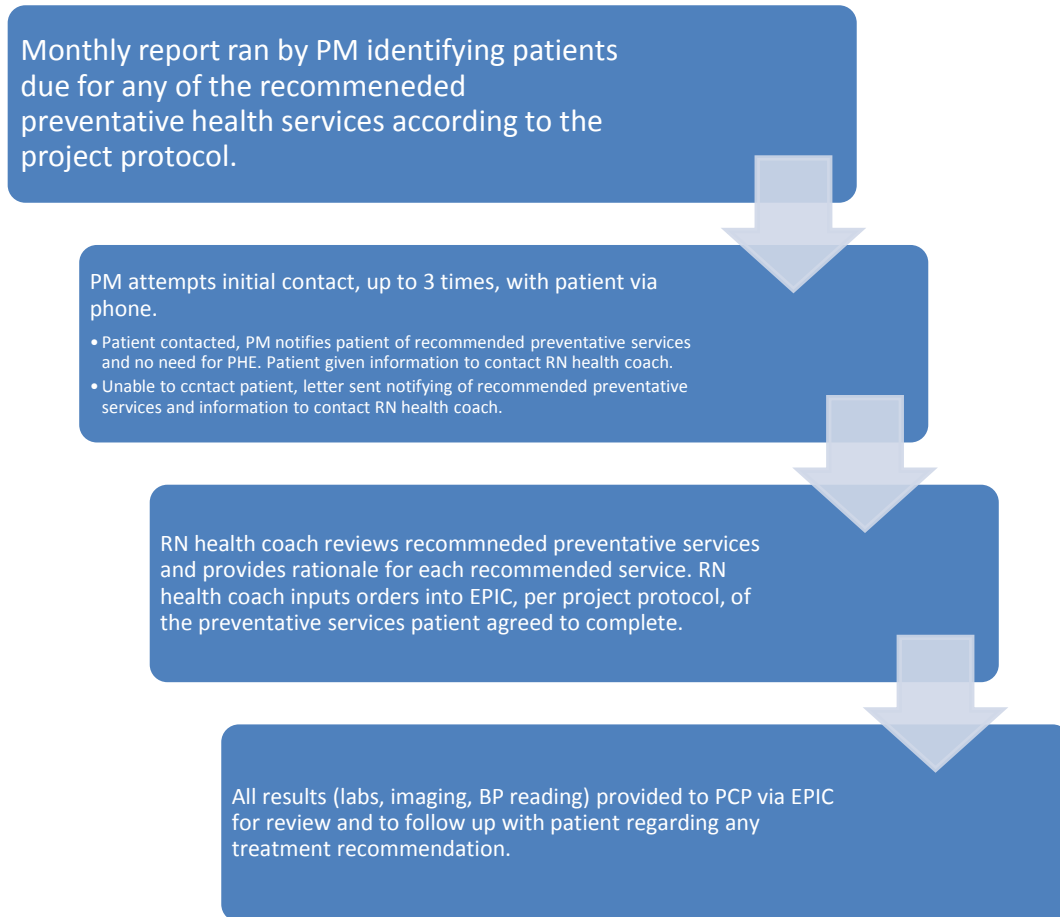 Monthly report ran by PM identifying patients
due for any of the recommeneded
preventative health services according to the
project protocol.
PM attempts initial contact, up to 3 times, with patient via
phone.
• Patient contacted, PM notifies patient of recommended preventative services
and no need for PHE. Patient given information to contact RN health coach.
• Unable to ccntact patient, letter sent notifying of recommended preventative
services and information to contact RN health coach.
RN health coach reviews recommneded preventative services
and provides rationale for each recommended service. RN
health coach inputs orders into EPIC, per project protocol, of
the preventative services patient agreed to complete.
All results (labs, imaging, BP reading) provided to PCP via EPIC
for review and to follow up with patient regarding any
treatment recommendation.